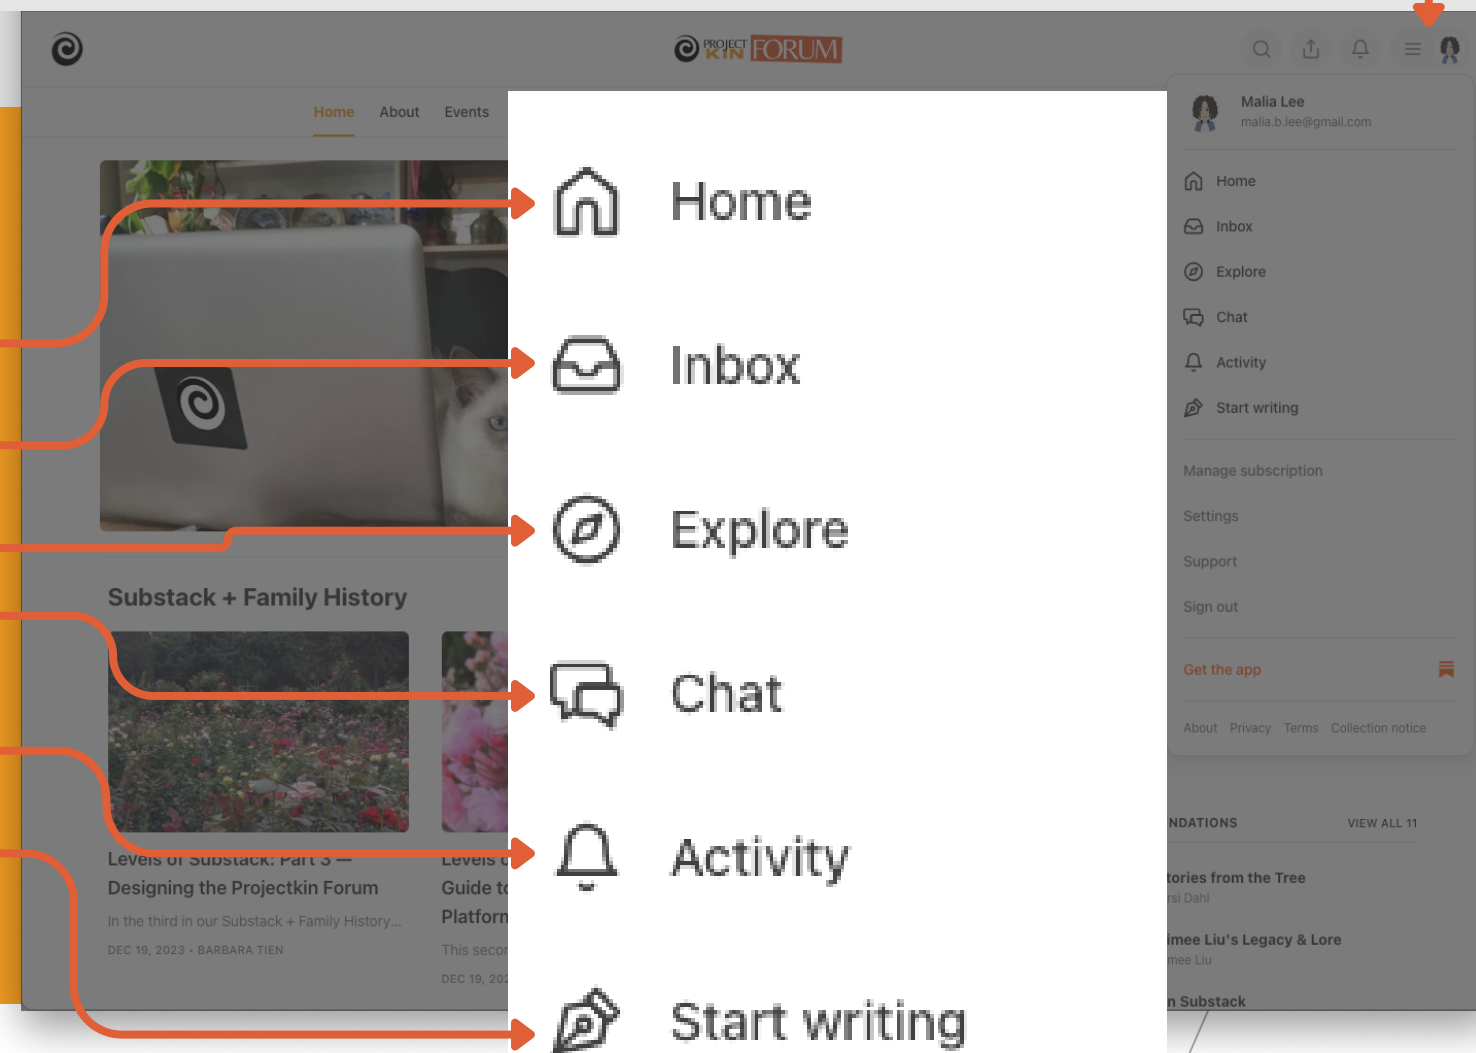 PROJECT
KIN FORUM
Home About Events
Malia Lee
malia.b.lee@gmail.com
Home
Inbox
Explore
Chat
Activity
Start writing
Manage subscription
Settings
Support
Sign out
Get the app
About Privacy Terms Collection notice
Home
Inbox
Explore
Chat
Activity
Start writing
Substack + Family History
Levels of Substack: Part 3 —
Designing the Projectkin Forum
In the third in our Substack + Family History...
DEC 19, 2023 • BARBARA TIEN
Levels
Guide to
Platforn
This secon
DEC 19, 202
NDATIONS VIEW ALL 11
tories from the Tree
rsi Dahl
imee Liu's Legacy & Lore
mee Liu
n Substack